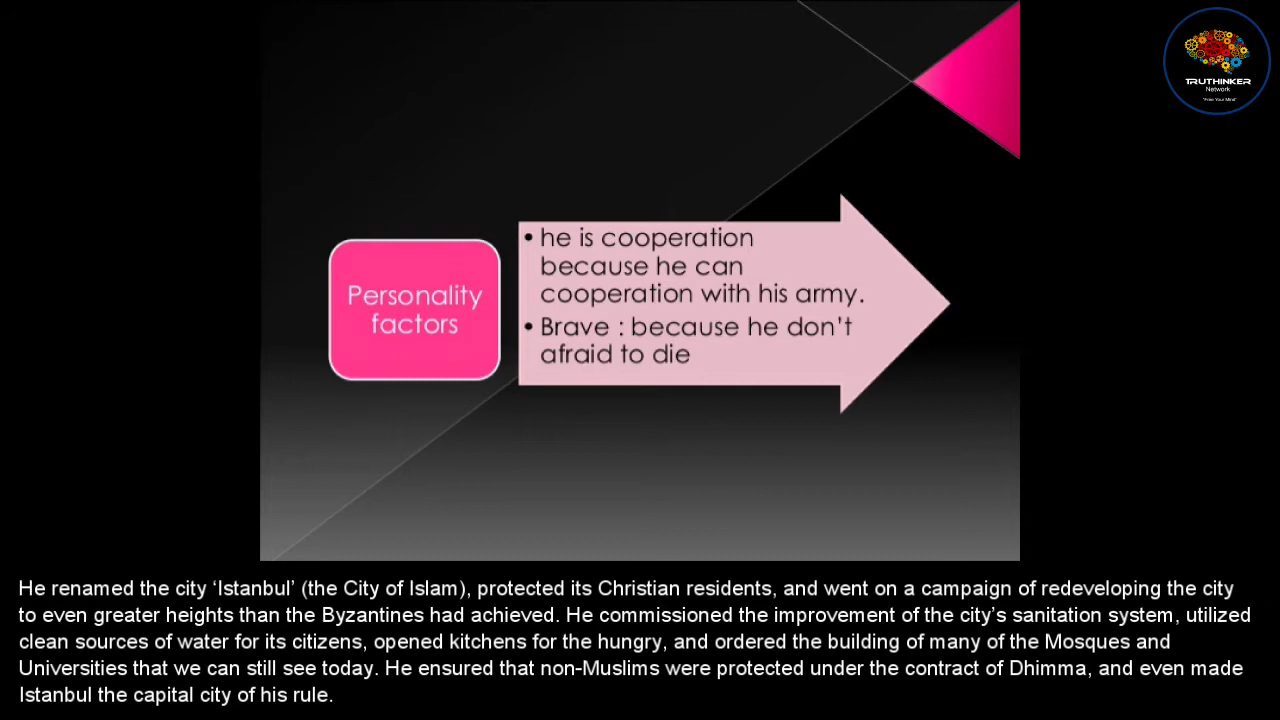 TRUTHINKER
Network
"Free Your Mind"
Personality
factors
• he is cooperation
because he can
cooperation with his army.
• Brave : because he don’t
afraid to die
He renamed the city ‘Istanbul’ (the City of Islam), protected its Christian residents, and went on a campaign of redeveloping the city
to even greater heights than the Byzantines had achieved. He commissioned the improvement of the city’s sanitation system, utilized
clean sources of water for its citizens, opened kitchens for the hungry, and ordered the building of many of the Mosques and
Universities that we can still see today. He ensured that non-Muslims were protected under the contract of Dhimma, and even made
Istanbul the capital city of his rule.